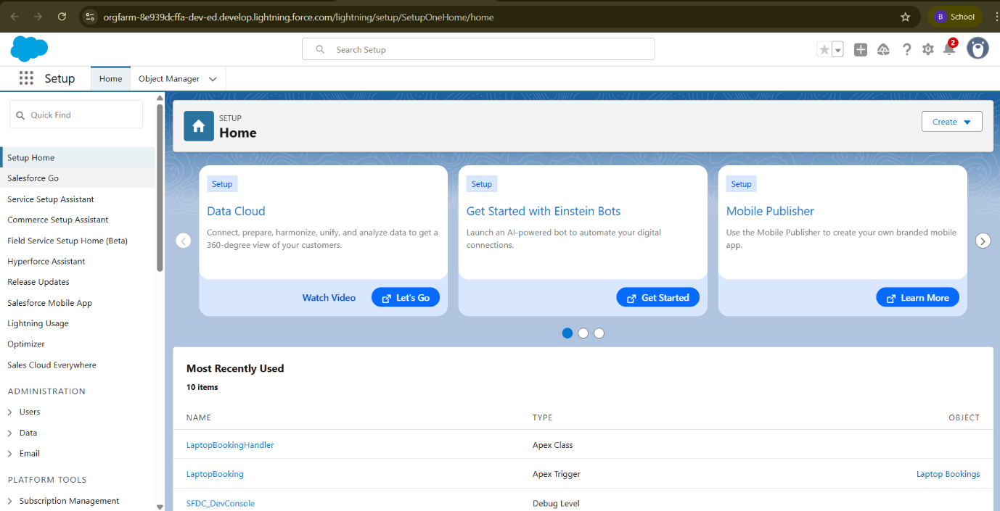 orgfarm-8e939dcffa-dev-ed.develop.lightning.force.com/lightning/setup/SetupOneHome/home
B School
Search Setup
2
Setup
Home
Object Manager
Quick Find
Setup Home
Salesforce Go
Service Setup Assistant
Commerce Setup Assistant
Field Service Setup Home (Beta)
Hyperforce Assistant
Release Updates
Salesforce Mobile App
Lightning Usage
Optimizer
Sales Cloud Everywhere
ADMINISTRATION
Users
Data
Email
PLATFORM TOOLS
Subscription Management
SETUP
Home
Create
Setup
Data Cloud
Connect, prepare, harmonize, unify, and analyze data to get a
360-degree view of your customers.
Watch Video
Let's Go
Setup
Get Started with Einstein Bots
Launch an AI-powered bot to automate your digital
connections.
Get Started
Setup
Mobile Publisher
Use the Mobile Publisher to create your own branded mobile
app.
Learn More
Most Recently Used
10 items
NAME TYPE OBJECT
LaptopBookingHandler Apex Class
LaptopBooking Apex Trigger Laptop Bookings
SFDC_DevConsole Debug Level